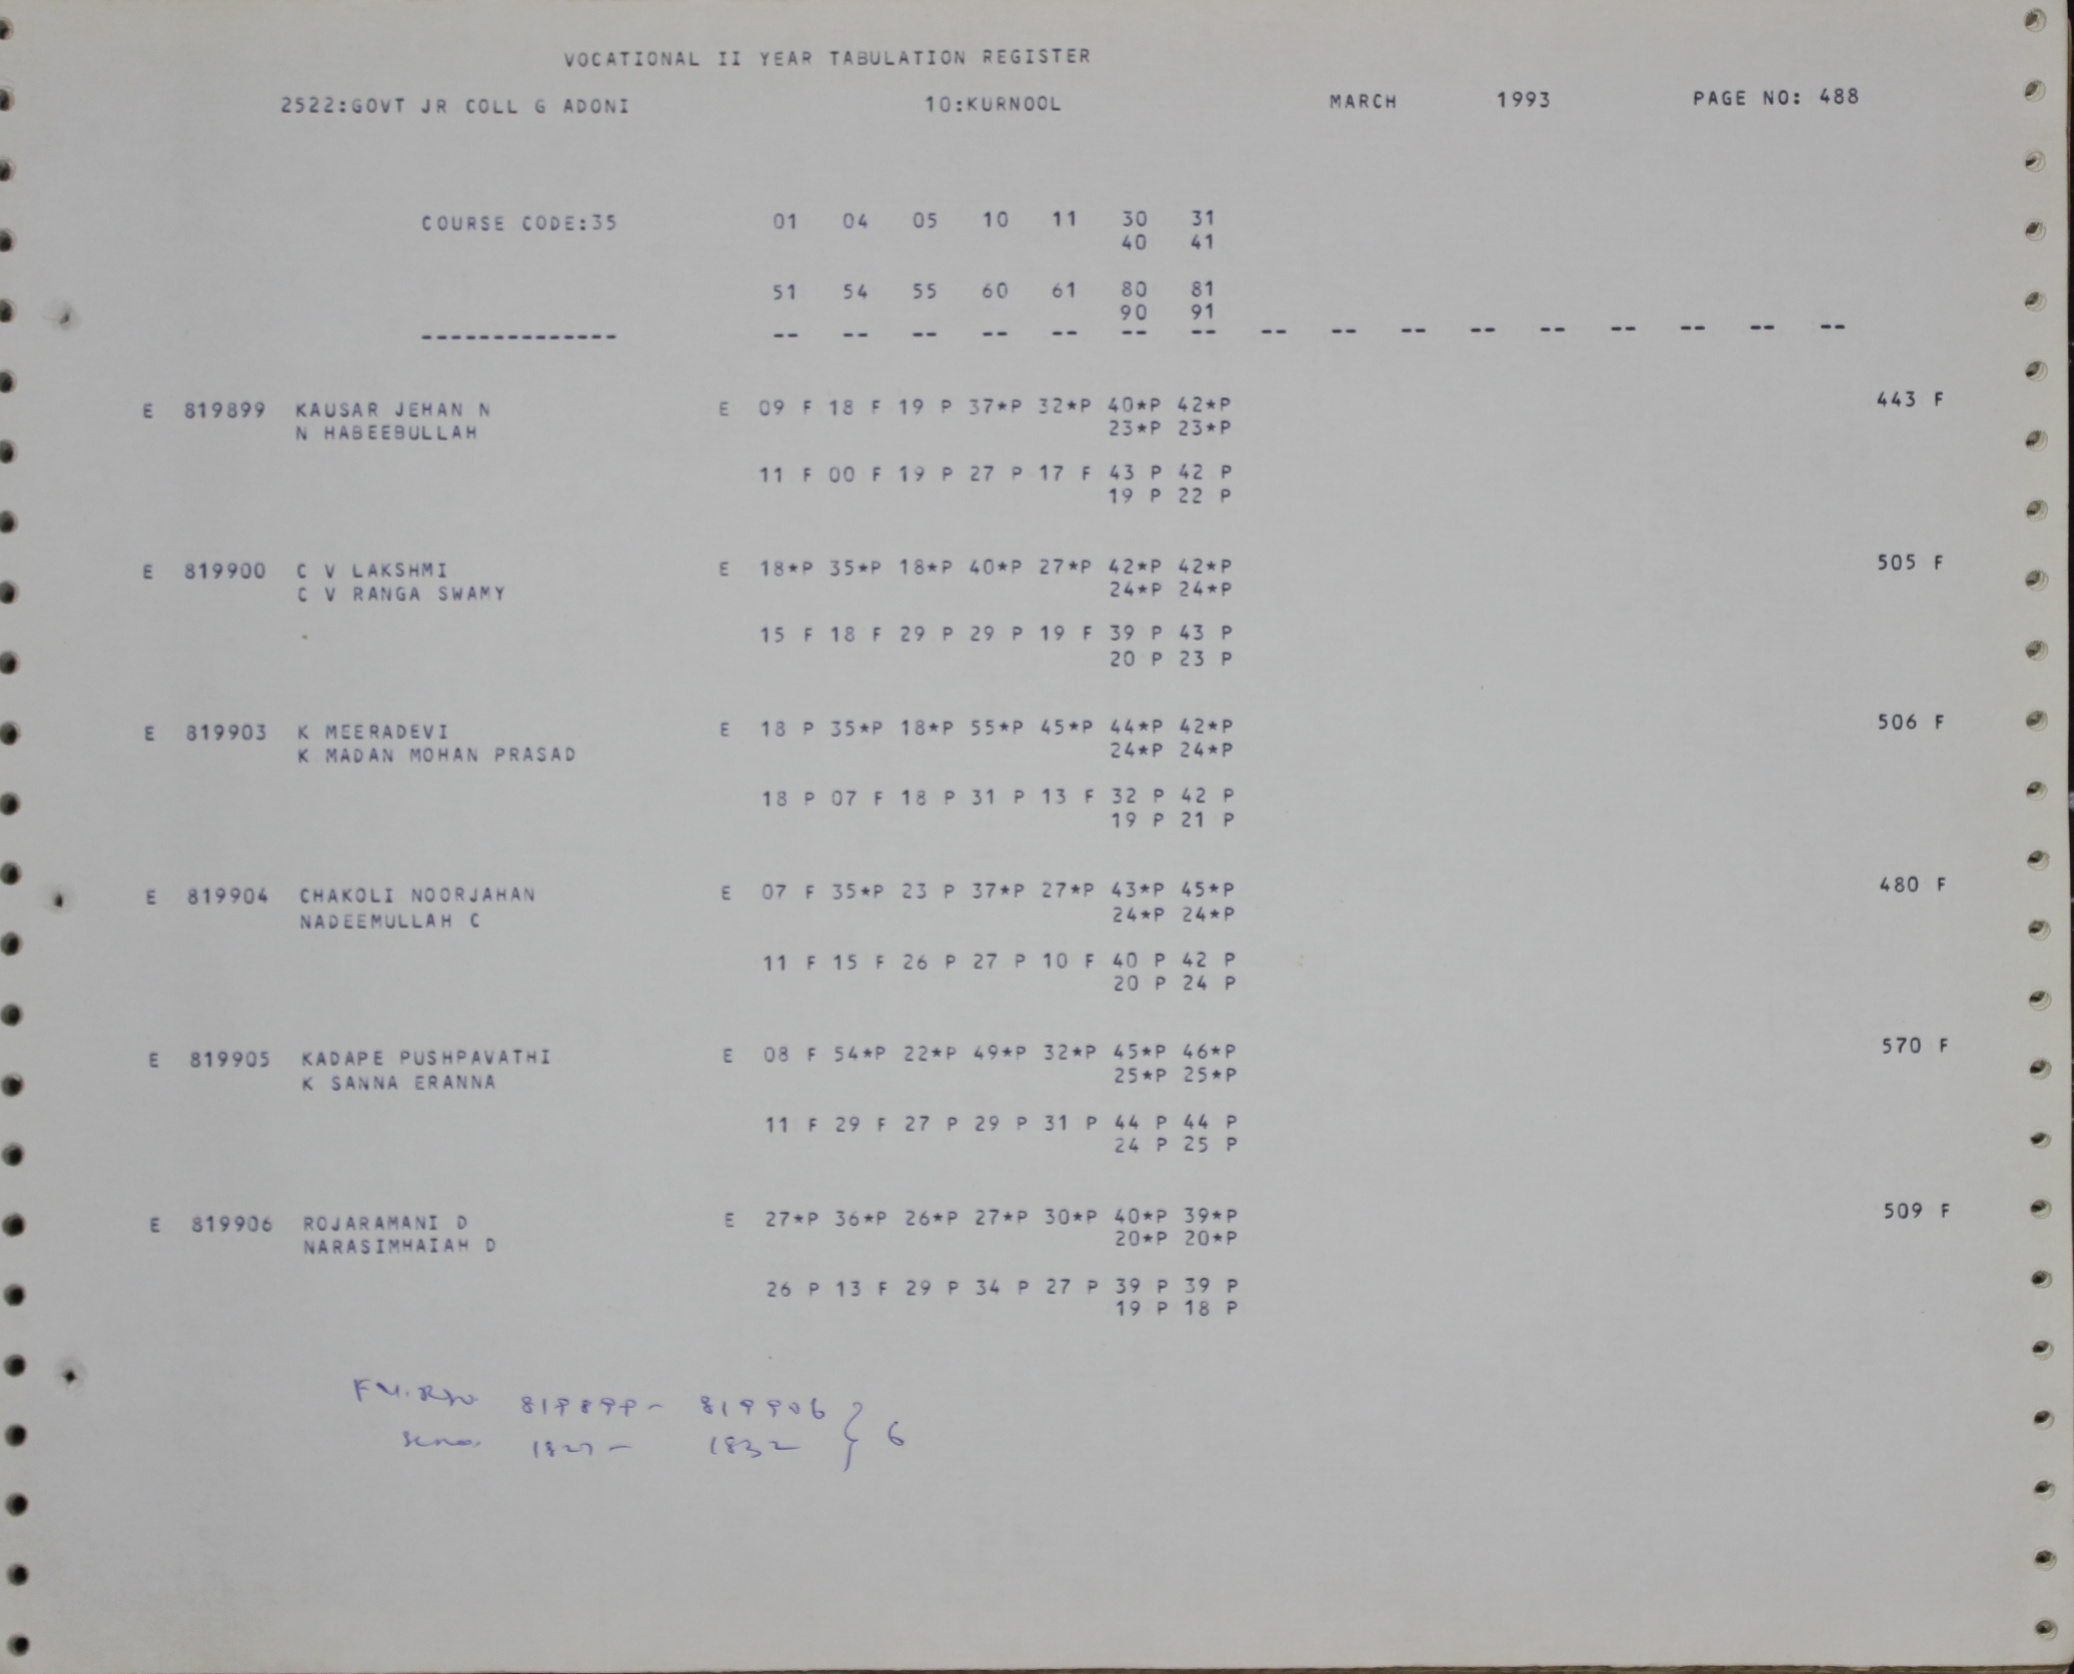 VOCATIONAL II YEAR TABULATION REGISTER
2522:GOVT JR COLL G ADONI 10:KURNOOL MARCH 1993 PAGE NO: 488
COURSE CODE:35 01 04 05 10 11 30 31
40 41
51 54 55 60 61 80 81
90 91
-------------- -- -- -- -- -- -- -- -- -- -- -- -- -- -- -- --
E 819899 KAUSAR JEHAN N E 09 F 18 F 19 P 37*P 32*P 40*P 42*P 443 F
N HABEEBULLAH 23*P 23*P
11 F 00 F 19 P 27 P 17 F 43 P 42 P
19 P 22 P
E 819900 C V LAKSHMI E 18*P 35*P 18*P 40*P 27*P 42*P 42*P 505 F
C V RANGA SWAMY 24*P 24*P
15 F 18 F 29 P 29 P 19 F 39 P 43 P
20 P 23 P
E 819903 K MEERADEVI E 18 P 35*P 18*P 55*P 45*P 44*P 42*P 506 F
K MADAN MOHAN PRASAD 24*P 24*P
18 P 07 F 18 P 31 P 13 F 32 P 42 P
19 P 21 P
E 819904 CHAKOLI NOORJAHAN E 07 F 35*P 23 P 37*P 27*P 43*P 45*P 480 F
NADEEMULLAH C 24*P 24*P
11 F 15 F 26 P 27 P 10 F 40 P 42 P
20 P 24 P
E 819905 KADAPE PUSHPAVATHI E 08 F 54*P 22*P 49*P 32*P 45*P 46*P 570 F
K SANNA ERANNA 25*P 25*P
11 F 29 F 27 P 29 P 31 P 44 P 44 P
24 P 25 P
E 819906 ROJARAMANI D E 27*P 36*P 26*P 27*P 30*P 40*P 39*P 509 F
NARASIMHAIAH D 20*P 20*P
26 P 13 F 29 P 34 P 27 P 39 P 39 P
19 P 18 P
819899- 819906
1827- 1832 } 6